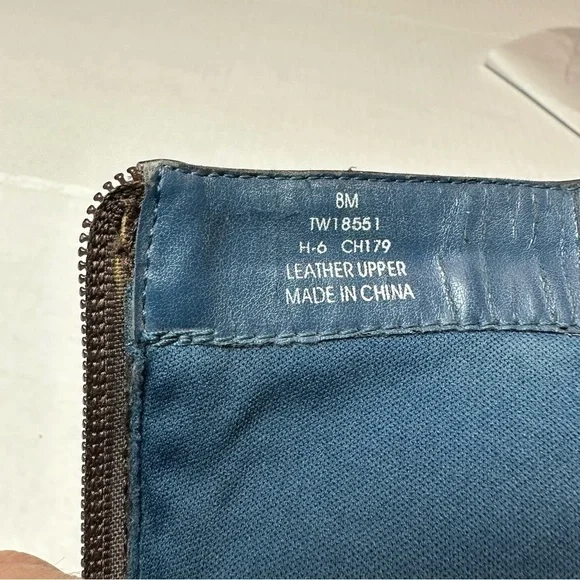 8M
TW18551
H-6 CH179
LEATHER UPPER
MADE IN CHINA